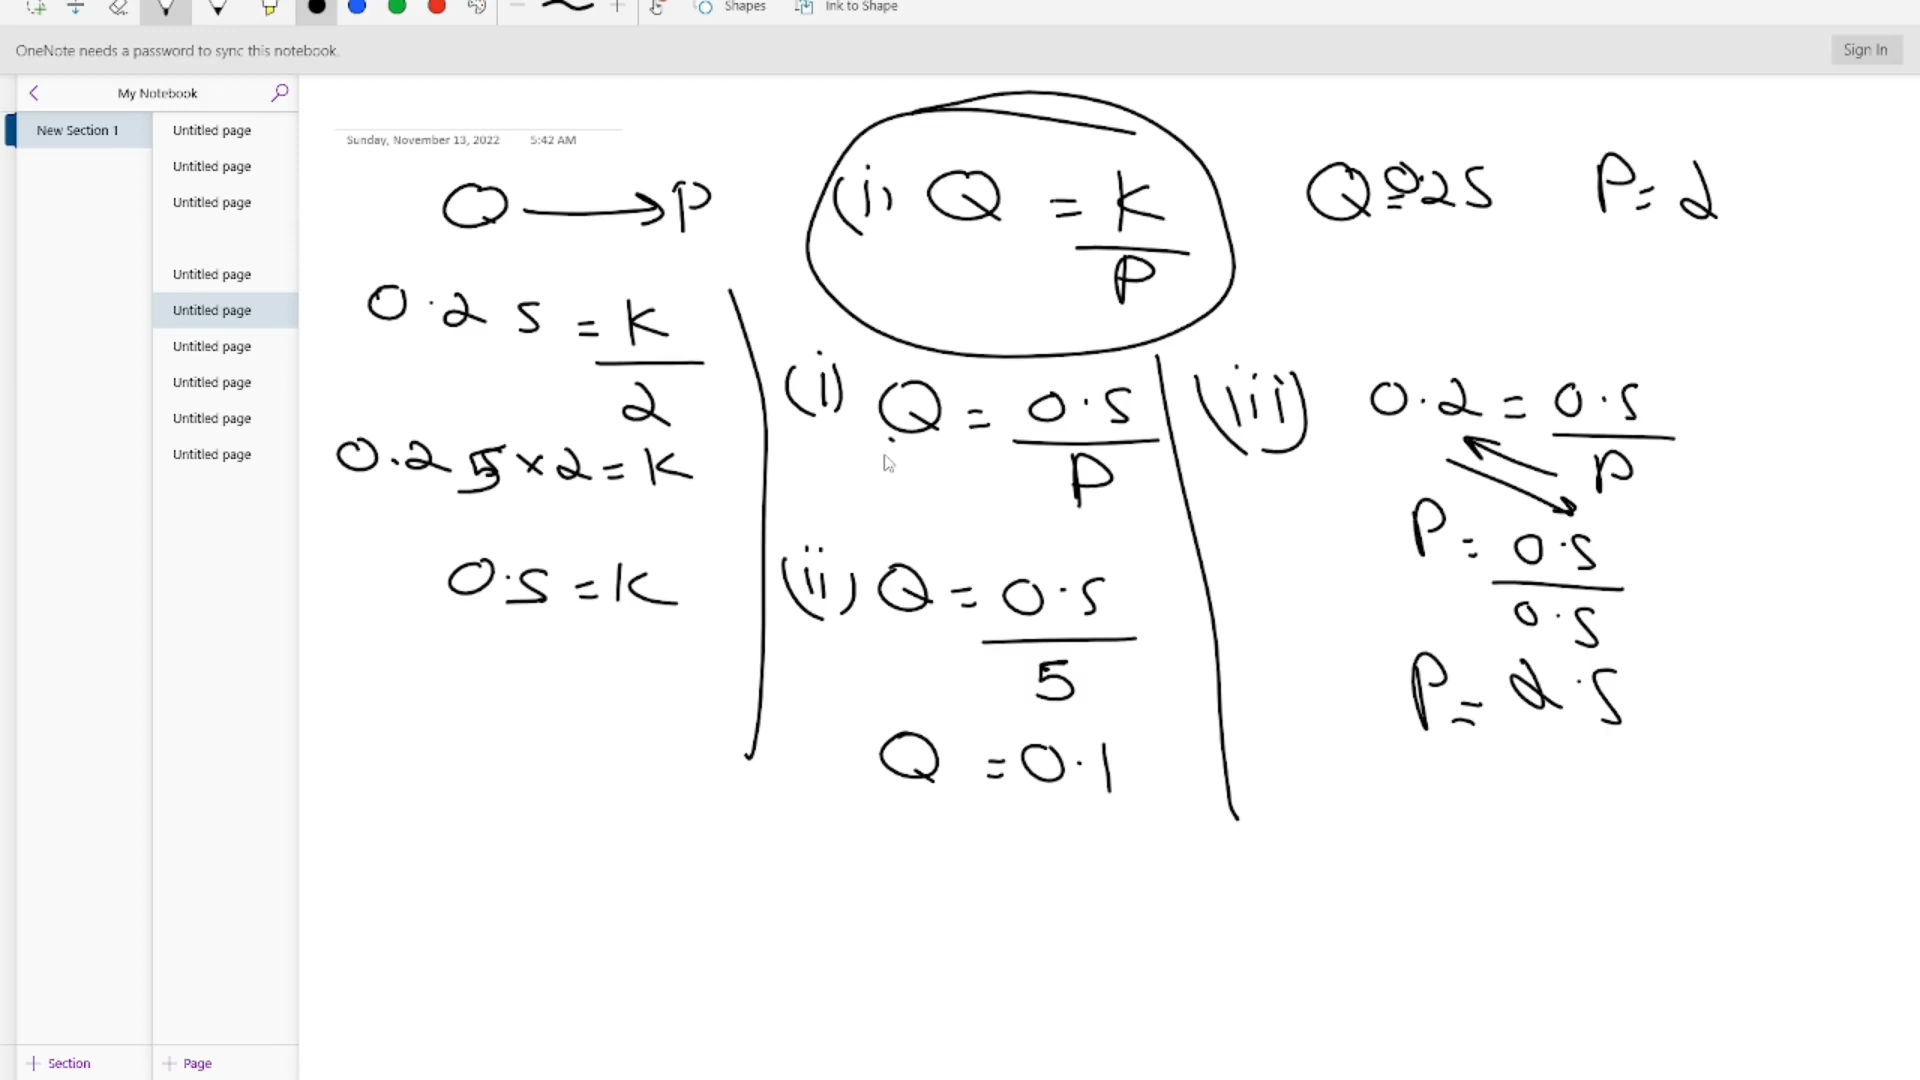 Shapes
Ink to Shape
OneNote needs a password to sync this notebook.
Sign In
My Notebook
New Section 1
Untitled page
Untitled page
Untitled page
Untitled page
Untitled page
Untitled page
Untitled page
Untitled page
Untitled page
Section
Page
Sunday, November 13, 2022 5:42 AM
Q → P
0.25 = K/2
0.25 × 2 = K
0.5 = K
(i) Q = K/P
(i) Q = 0.5/P
(ii) Q = 0.5/5
Q = 0.1
Q = 0.25 P = 2
(iii) 0.2 = 0.5/P
P = 0.5/0.5
P = 2.5